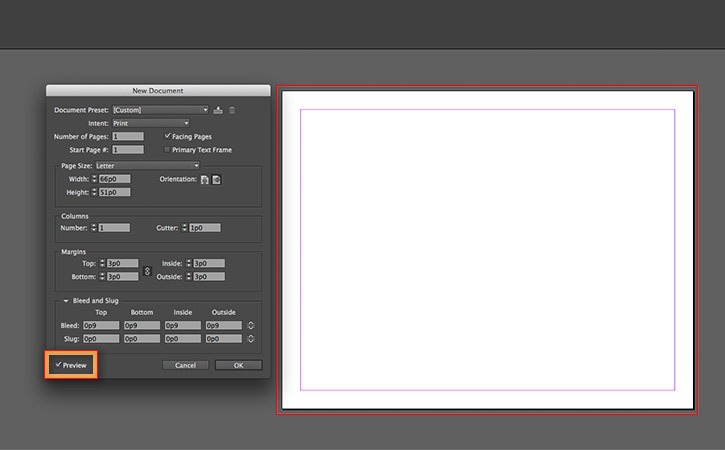 New Document
Document Preset: [Custom]
Intent: Print
Number of Pages: 1 Facing Pages
Start Page #: 1 Primary Text Frame
Page Size: Letter
Width: 66p0 Orientation:
Height: 51p0
Columns
Number: 1 Gutter: 1p0
Margins
Top: 3p0 Inside: 3p0
Bottom: 3p0 Outside: 3p0
Bleed and Slug
Top Bottom Inside Outside
Bleed: 0p9 0p9 0p9 0p9
Slug: 0p0 0p0 0p0 0p0
Preview Cancel OK